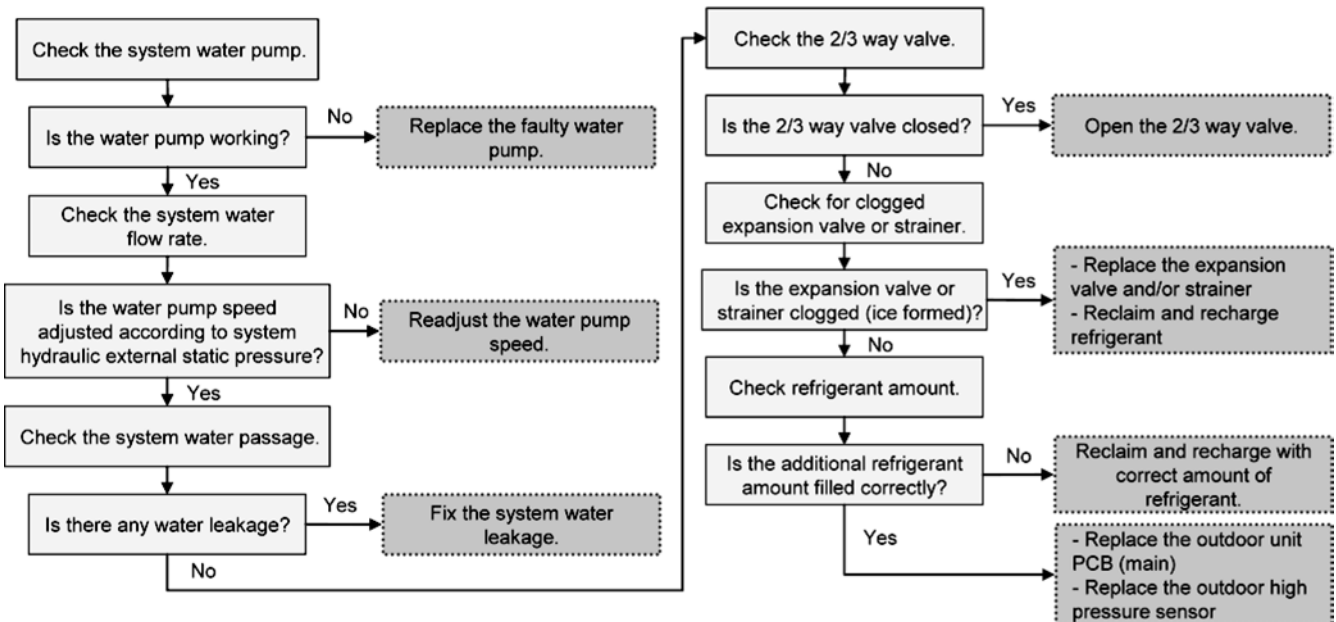 Check the system water pump.
Is the water pump working?
No
Replace the faulty water
pump.
Yes
Check the system water
flow rate.
Is the water pump speed
adjusted according to system
hydraulic external static pressure?
No
Readjust the water pump
speed.
Yes
Check the system water passage.
Is there any water leakage?
Yes
Fix the system water
leakage.
No
Check the 2/3 way valve.
Is the 2/3 way valve closed?
Yes
Open the 2/3 way valve.
No
Check for clogged
expansion valve or strainer.
Is the expansion valve or
strainer clogged (ice formed)?
Yes
- Replace the expansion
valve and/or strainer
- Reclaim and recharge
refrigerant
No
Check refrigerant amount.
Is the additional refrigerant
amount filled correctly?
No
Reclaim and recharge with
correct amount of
refrigerant.
Yes
- Replace the outdoor unit
PCB (main)
- Replace the outdoor high
pressure sensor